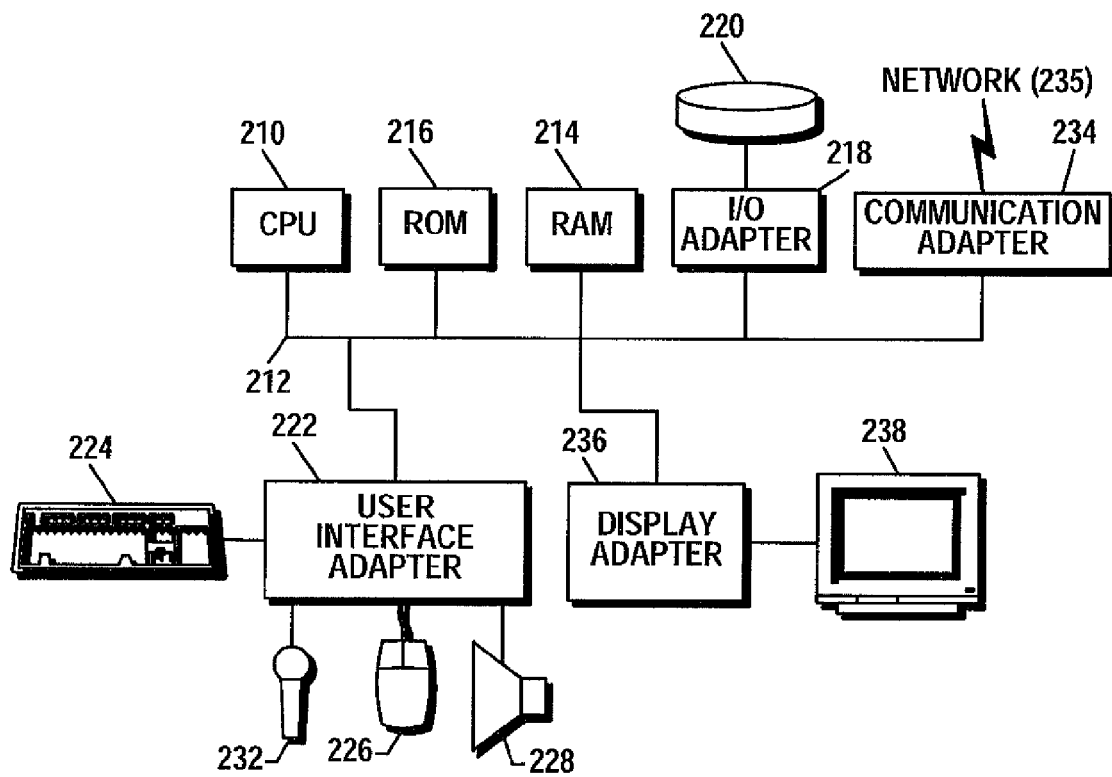 220
NETWORK (235)
210
216
214
218
234
CPU
ROM
RAM
I/O
ADAPTER
COMMUNICATION
ADAPTER
212
222
236
238
224
USER
INTERFACE
ADAPTER
DISPLAY
ADAPTER
232
226
228